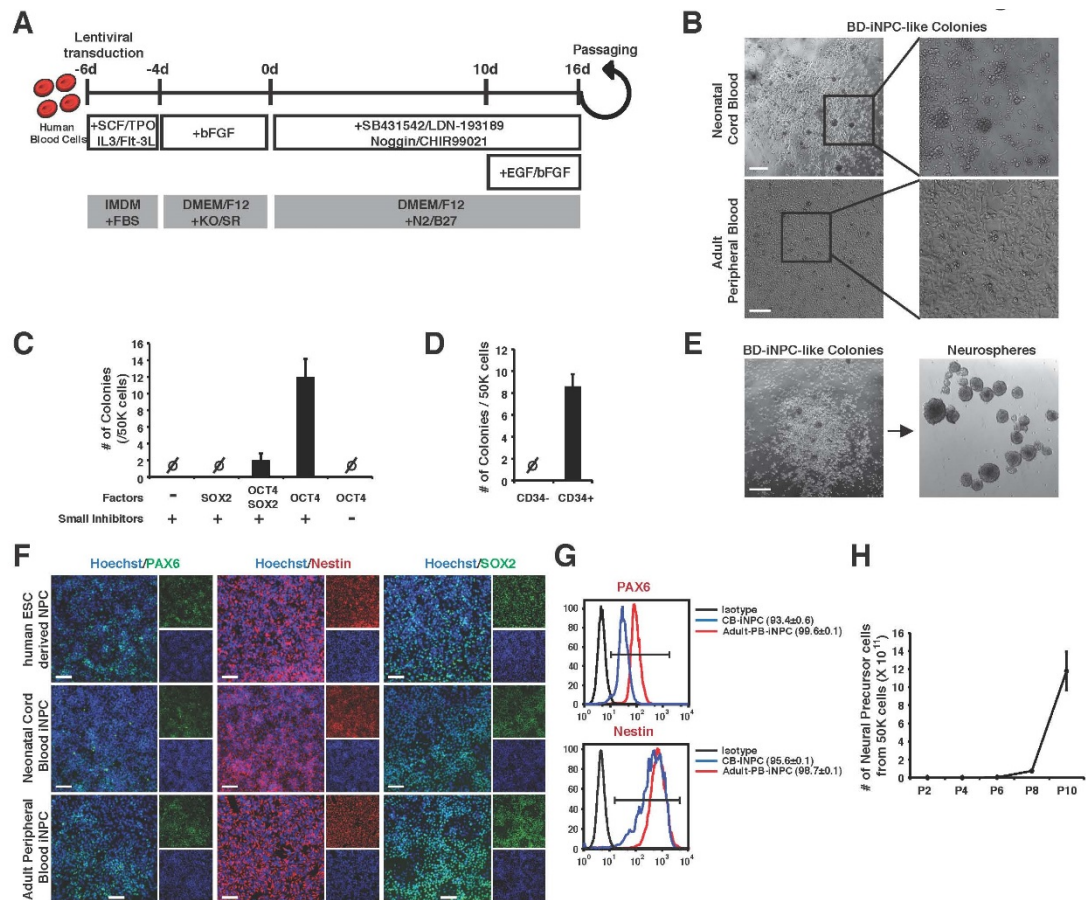 A
Lentiviral
transduction
Passaging
-6d
-4d
0d
10d
16d
Human
Blood Cells
+SCF/TPO
IL3/Flt-3L
+bFGF
+SB431542/LDN-193189
Noggin/CHIR99021
+EGF/bFGF
IMDM
+FBS
DMEM/F12
+KO/SR
DMEM/F12
+N2/B27
B
BD-iNPC-like Colonies
Neonatal
Cord Blood
Adult
Peripheral Blood
C
# of Colonies
(/50K cells)
16
14
12
10
8
6
4
2
Factors
-
SOX2
OCT4
SOX2
OCT4
OCT4
Small Inhibitors
+
+
+
+
-
D
# of Colonies / 50K cells
12
10
8
6
4
2
0
CD34-
CD34+
E
BD-iNPC-like Colonies
Neurospheres
F
Hoechst/PAX6
Hoechst/Nestin
Hoechst/SOX2
human ESC
derived NPC
Neonatal Cord
Blood iNPC
Adult Peripheral
Blood iNPC
G
PAX6
100
80
60
40
20
0
10⁰
10¹
10²
10³
10⁴
Isotype
CB-iNPC (93.4±0.6)
Adult-PB-iNPC (99.6±0.1)
Nestin
100
80
60
40
20
0
10⁰
10¹
10²
10³
10⁴
Isotype
CB-iNPC (95.6±0.1)
Adult-PB-iNPC (98.7±0.1)
H
# of Neural Precursor cells
from 50K cells (X 10¹¹)
16
14
12
10
8
6
4
2
0
P2
P4
P6
P8
P10